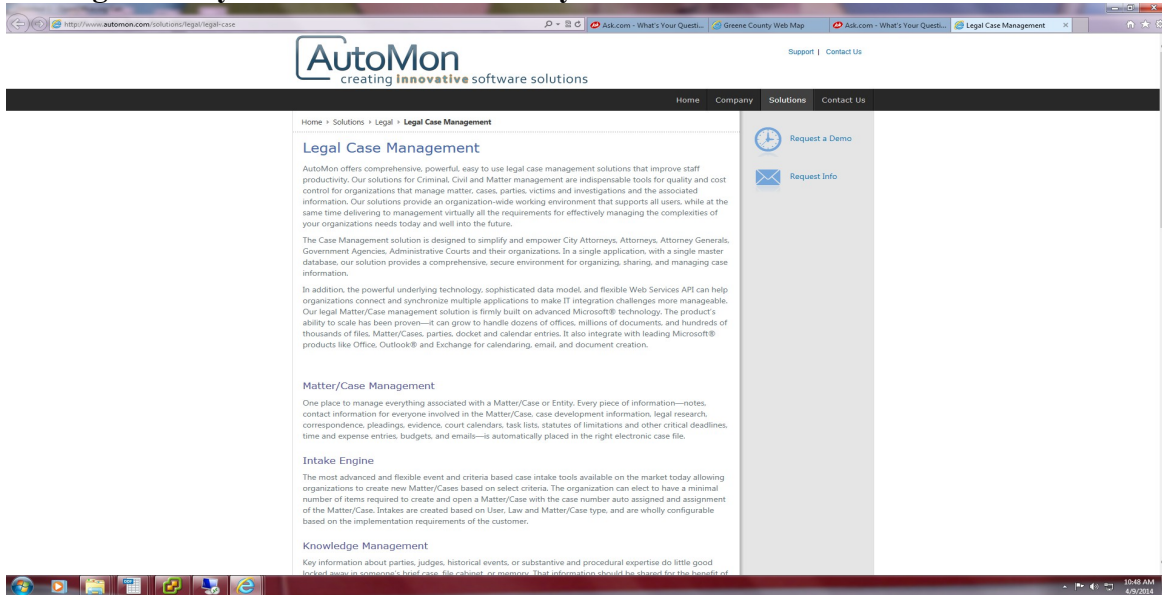 http://www.automon.com/solutions/legal/legal-case
Ask.com - What's Your Questi...
Greene County Web Map
Ask.com - What's Your Questi...
Legal Case Management
AutoMon
creating innovative software solutions
Support | Contact Us
Home Company Solutions Contact Us
Home › Solutions › Legal › Legal Case Management
Request a Demo
Request Info
Legal Case Management
AutoMon offers comprehensive, powerful, easy to use legal case management solutions that improve staff
productivity. Our solutions for Criminal, Civil and Matter management are indispensable tools for quality and cost
control for organizations that manage matter, cases, parties, victims and investigations and the associated
information. Our solutions provide an organization-wide working environment that supports all users, while at the
same time delivering to management virtually all the requirements for effectively managing the complexities of
your organizations needs today and well into the future.
The Case Management solution is designed to simplify and empower City Attorneys, Attorneys, Attorney Generals,
Government Agencies, Administrative Courts and their organizations. In a single application, with a single master
database, our solution provides a comprehensive, secure environment for organizing, sharing, and managing case
information.
In addition, the powerful underlying technology, sophisticated data model, and flexible Web Services API can help
organizations connect and synchronize multiple applications to make IT integration challenges more manageable.
Our legal Matter/Case management solution is firmly built on advanced Microsoft® technology. The product's
ability to scale has been proven—it can grow to handle dozens of offices, millions of documents, and hundreds of
thousands of files, Matter/Cases, parties, docket and calendar entries. It also integrate with leading Microsoft®
products like Office, Outlook® and Exchange for calendaring, email, and document creation.
Matter/Case Management
One place to manage everything associated with a Matter/Case or Entity. Every piece of information—notes,
contact information for everyone involved in the Matter/Case, case development information, legal research,
correspondence, pleadings, evidence, court calendars, task lists, statutes of limitations and other critical deadlines,
time and expense entries, budgets, and emails—is automatically placed in the right electronic case file.
Intake Engine
The most advanced and flexible event and criteria based case intake tools available on the market today allowing
organizations to create new Matter/Cases based on select criteria. The organization can elect to have a minimal
number of items required to create and open a Matter/Case with the case number auto assigned and assignment
of the Matter/Case. Intakes are created based on User, Law and Matter/Case type, and are wholly configurable
based on the implementation requirements of the customer.
Knowledge Management
Key information about parties, judges, historical events, or substantive and procedural expertise do little good
locked away in someone's brief case, file cabinet, or memory. That information should be shared for the benefit of
10:48 AM
4/9/2014